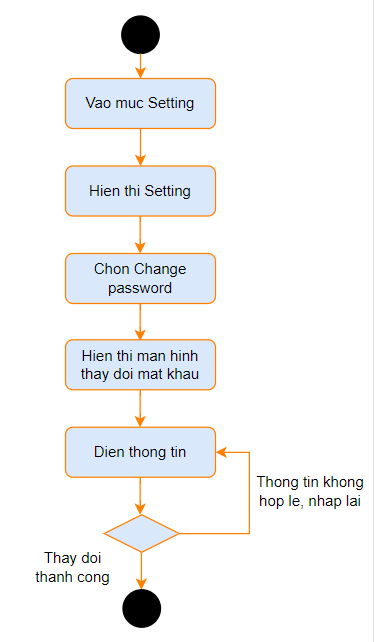 Vao muc Setting
Hien thi Setting
Chon Change
password
Hien thi man hinh
thay doi mat khau
Dien thong tin
Thong tin khong
hop le, nhap lai
Thay doi
thanh cong